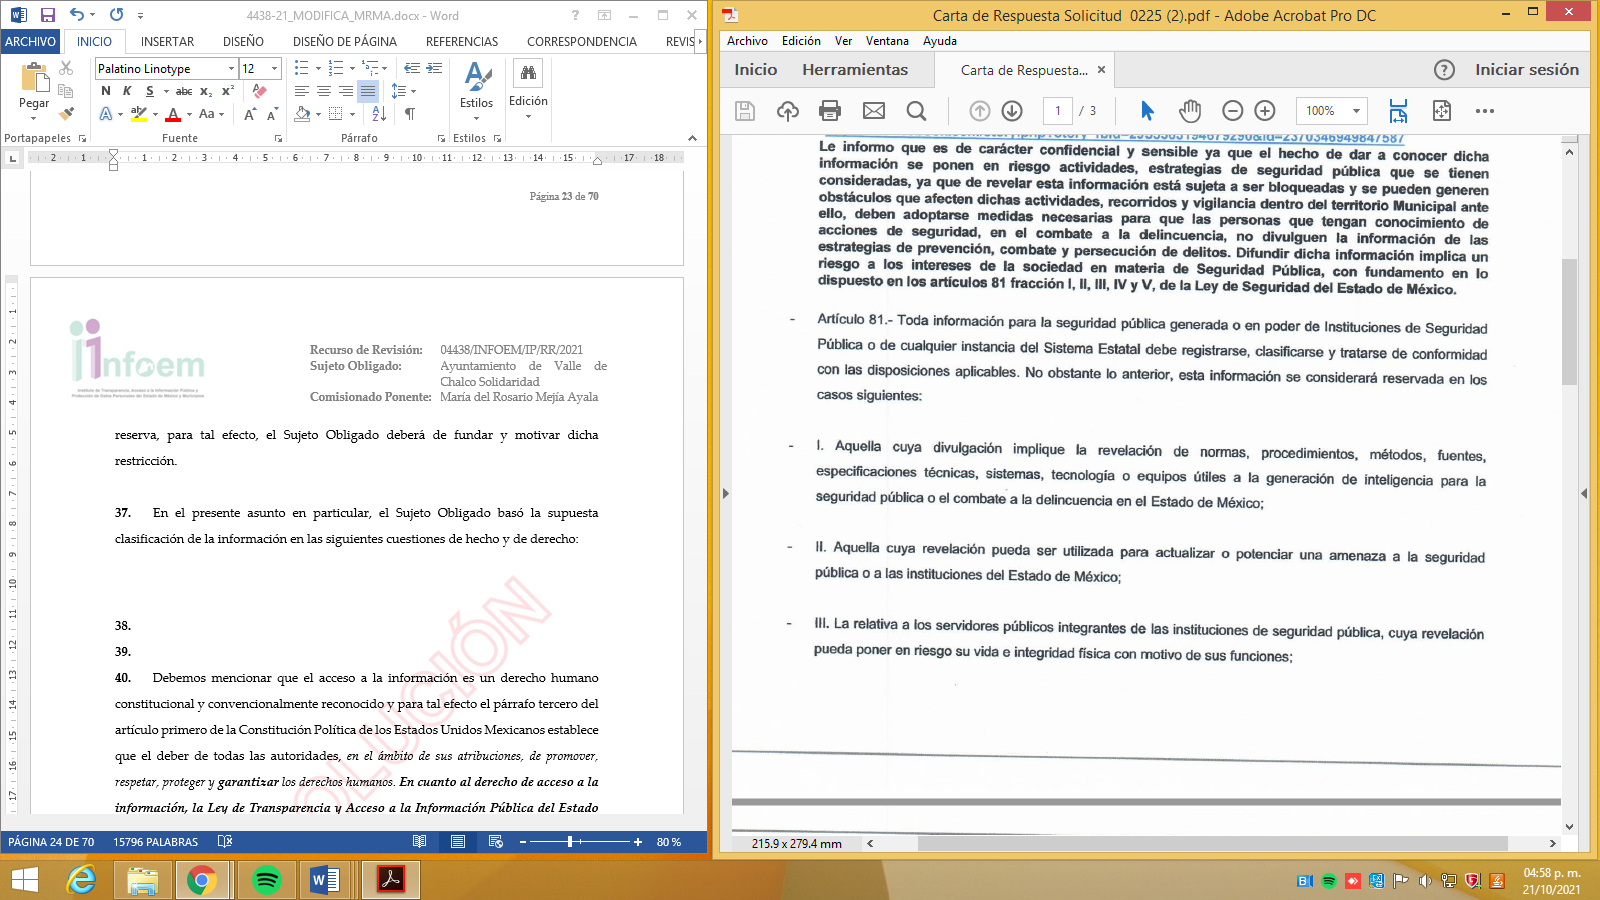 4438-21_MODIFICA_MRMA.docx - Word
ARCHIVO INICIO INSERTAR DISEÑO DISEÑO DE PÁGINA REFERENCIAS CORRESPONDENCIA REVIS
Palatino Linotype 12
Pegar
N K S abc x₂ x²
Estilos
Edición
Portapapeles Fuente Párrafo Estilos
Página 23 de 70
Infoem
Instituto de Transparencia, Acceso a la Información Pública y
Protección de Datos Personales del Estado de México y Municipios
Recurso de Revisión: 04438/INFOEM/IP/RR/2021
Sujeto Obligado: Ayuntamiento de Valle de
Chalco Solidaridad
Comisionado Ponente: María del Rosario Mejía Ayala
reserva, para tal efecto, el Sujeto Obligado deberá de fundar y motivar dicha
restricción.
37. En el presente asunto en particular, el Sujeto Obligado basó la supuesta
clasificación de la información en las siguientes cuestiones de hecho y de derecho:
38.
39.
40. Debemos mencionar que el acceso a la información es un derecho humano
constitucional y convencionalmente reconocido y para tal efecto el párrafo tercero del
artículo primero de la Constitución Política de los Estados Unidos Mexicanos establece
que el deber de todas las autoridades, en el ámbito de sus atribuciones, de promover,
respetar, proteger y garantizar los derechos humanos. En cuanto al derecho de acceso a la
información, la Ley de Transparencia y Acceso a la Información Pública del Estado
OLUCIÓN
PÁGINA 24 DE 70 15796 PALABRAS 80 %
Carta de Respuesta Solicitud 0225 (2).pdf - Adobe Acrobat Pro DC
Archivo Edición Ver Ventana Ayuda
Inicio Herramientas Carta de Respuesta... × Iniciar sesión
1 / 3 100%
Le informo que es de carácter confidencial y sensible ya que el hecho de dar a conocer dicha
información se ponen en riesgo actividades, estrategias de seguridad pública que se tienen
consideradas, ya que de revelar esta información está sujeta a ser bloqueadas y se pueden generen
obstáculos que afecten dichas actividades, recorridos y vigilancia dentro del territorio Municipal ante
ello, deben adoptarse medidas necesarias para que las personas que tengan conocimiento de
acciones de seguridad, en el combate a la delincuencia, no divulguen la información de las
estrategias de prevención, combate y persecución de delitos. Difundir dicha información implica un
riesgo a los intereses de la sociedad en materia de Seguridad Pública, con fundamento en lo
dispuesto en los artículos 81 fracción I, II, III, IV y V, de la Ley de Seguridad del Estado de México.
- Artículo 81.- Toda información para la seguridad pública generada o en poder de Instituciones de Seguridad
Pública o de cualquier instancia del Sistema Estatal debe registrarse, clasificarse y tratarse de conformidad
con las disposiciones aplicables. No obstante lo anterior, esta información se considerará reservada en los
casos siguientes:
- I. Aquella cuya divulgación implique la revelación de normas, procedimientos, métodos, fuentes,
especificaciones técnicas, sistemas, tecnología o equipos útiles a la generación de inteligencia para la
seguridad pública o el combate a la delincuencia en el Estado de México;
- II. Aquella cuya revelación pueda ser utilizada para actualizar o potenciar una amenaza a la seguridad
pública o a las instituciones del Estado de México;
- III. La relativa a los servidores públicos integrantes de las instituciones de seguridad pública, cuya revelación
pueda poner en riesgo su vida e integridad física con motivo de sus funciones;
215.9 x 279.4 mm
04:58 p. m.
21/10/2021